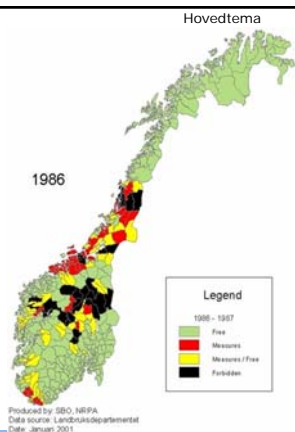 Hovedtema
1986
Legend
1986 - 1987
Free
Measures
Measures / Free
Forbidden
Produced by: SBO, NRPA
Data source: Landbruksdepartementet
Date: Januari 2001